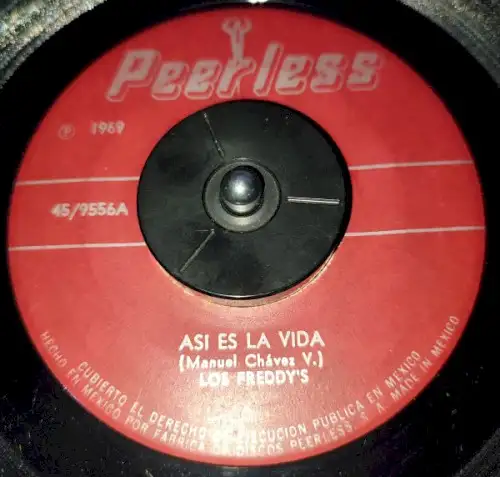 Peerless
Ⓟ 1969
45/9556A
ASI ES LA VIDA
(Manuel Chávez V.)
LOS FREDDY'S
CUBIERTO EL DERECHO DE EJECUCION PUBLICA EN MEXICO
HECHO EN MEXICO POR FABRICA DE DISCOS PEERLESS, S. A. MADE IN MEXICO